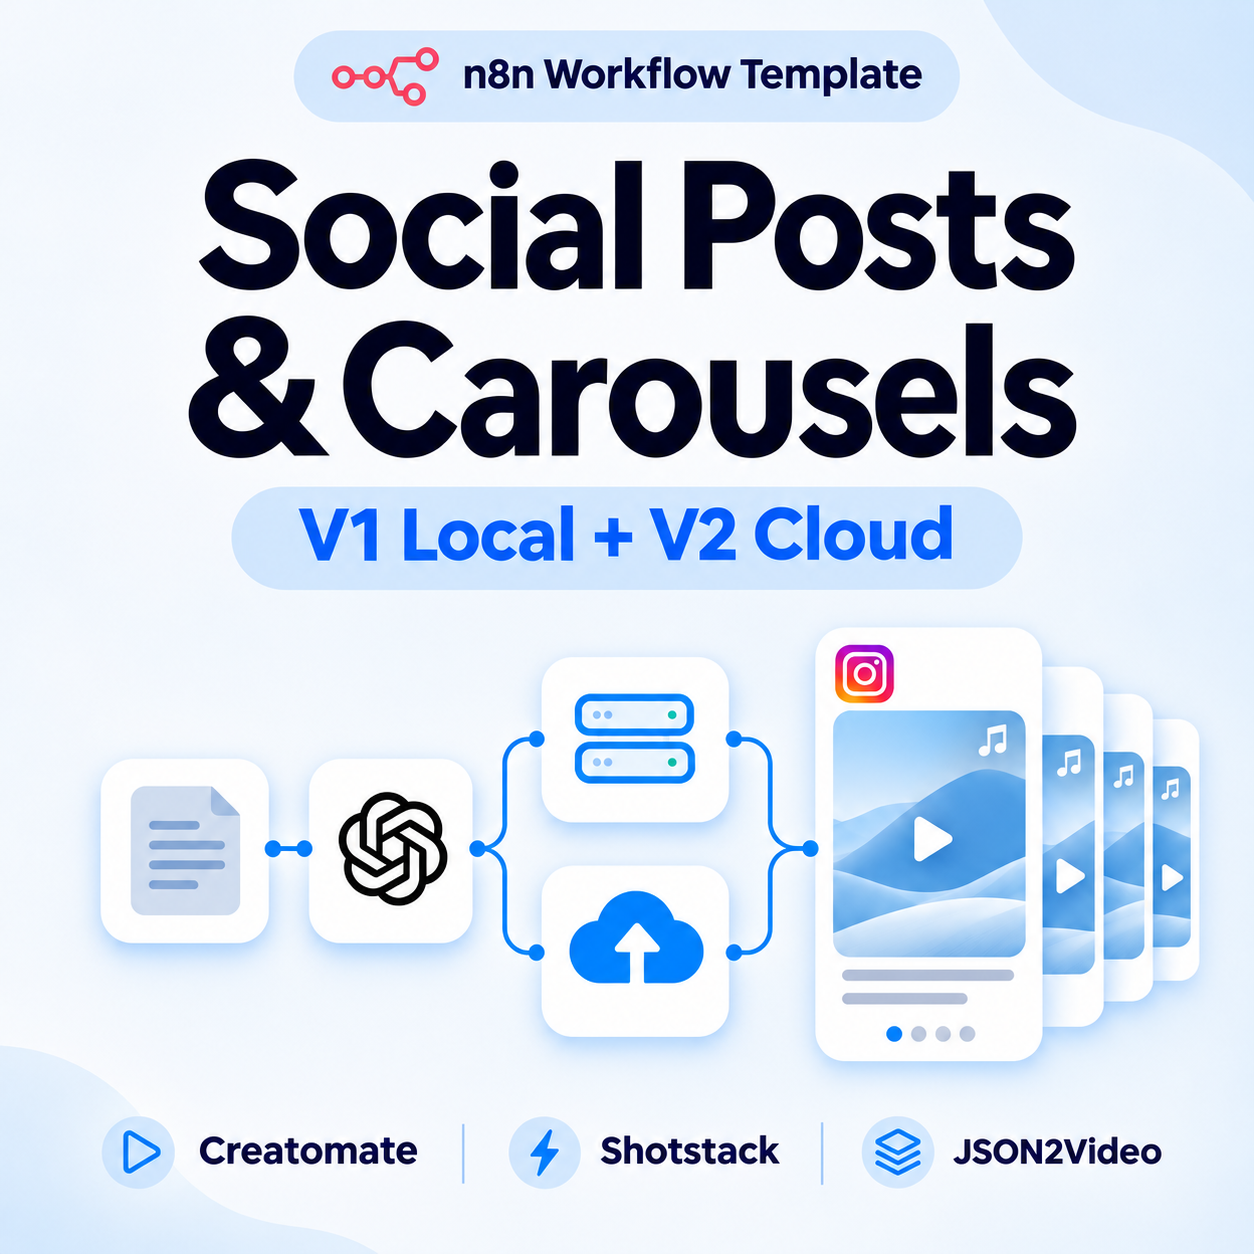 n8n Workflow Template
Social Posts
& Carousels
V1 Local + V2 Cloud
Creatomate
Shotstack
JSON2Video